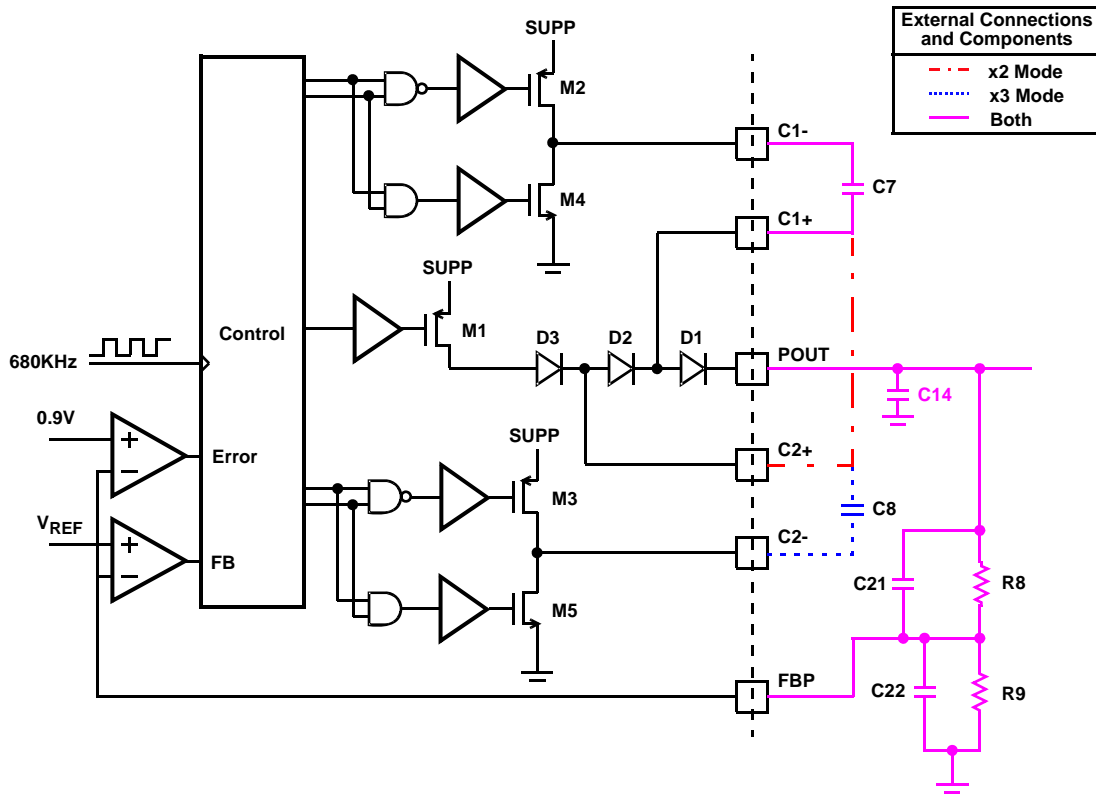 External Connections
and Components
x2 Mode
x3 Mode
Both
SUPP
M2
C1-
C7
M4
C1+
SUPP
Control
M1
D3
D2
D1
POUT
680KHz
C14
0.9V
SUPP
C2+
Error
M3
C8
VREF
C2-
FB
C21
R8
M5
FBP
C22
R9